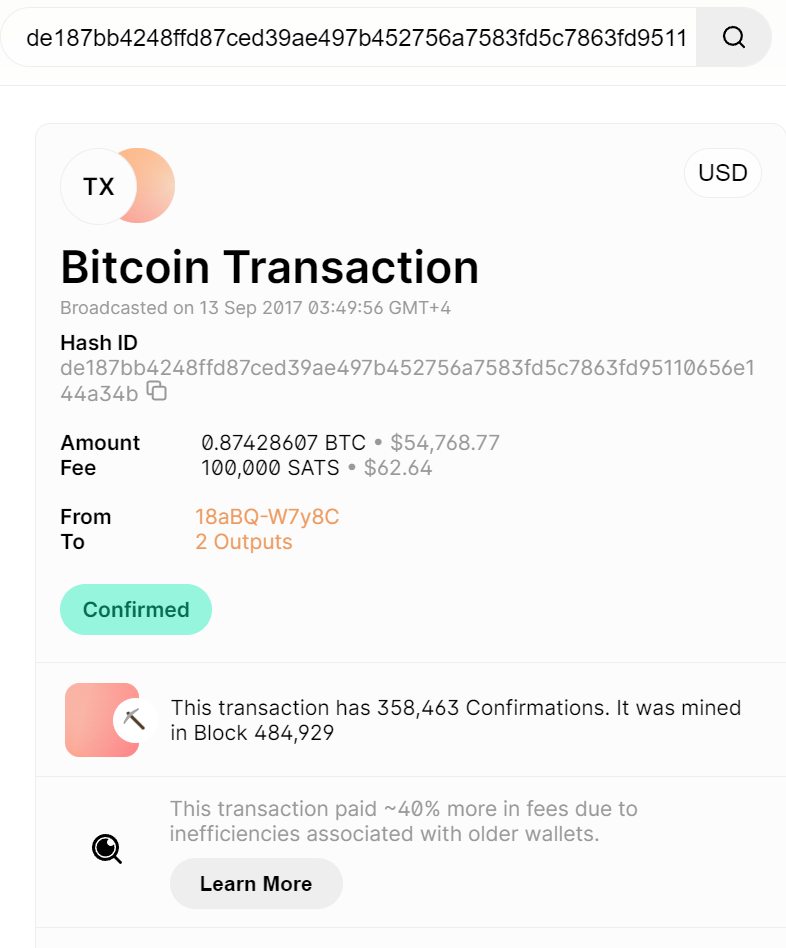 de187bb4248ffd87ced39ae497b452756a7583fd5c7863fd9511
TX
USD
Bitcoin Transaction
Broadcasted on 13 Sep 2017 03:49:56 GMT+4
Hash ID
de187bb4248ffd87ced39ae497b452756a7583fd5c7863fd95110656e1
44a34b
Amount 0.87428607 BTC • $54,768.77
Fee 100,000 SATS • $62.64
From 18aBQ-W7y8C
To 2 Outputs
Confirmed
This transaction has 358,463 Confirmations. It was mined
in Block 484,929
This transaction paid ~40% more in fees due to
inefficiencies associated with older wallets.
Learn More